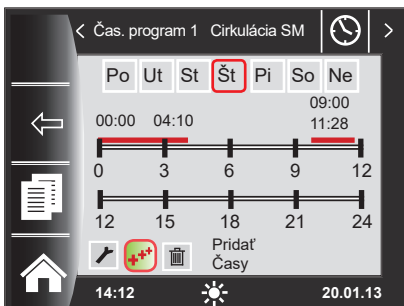 Čas. program 1 Cirkulácia SM
Po Ut St Št Pi So Ne
09:00
00:00 04:10 11:28
0 3 6 9 12
12 15 18 21 24
Pridať
Časy
14:12 20.01.13